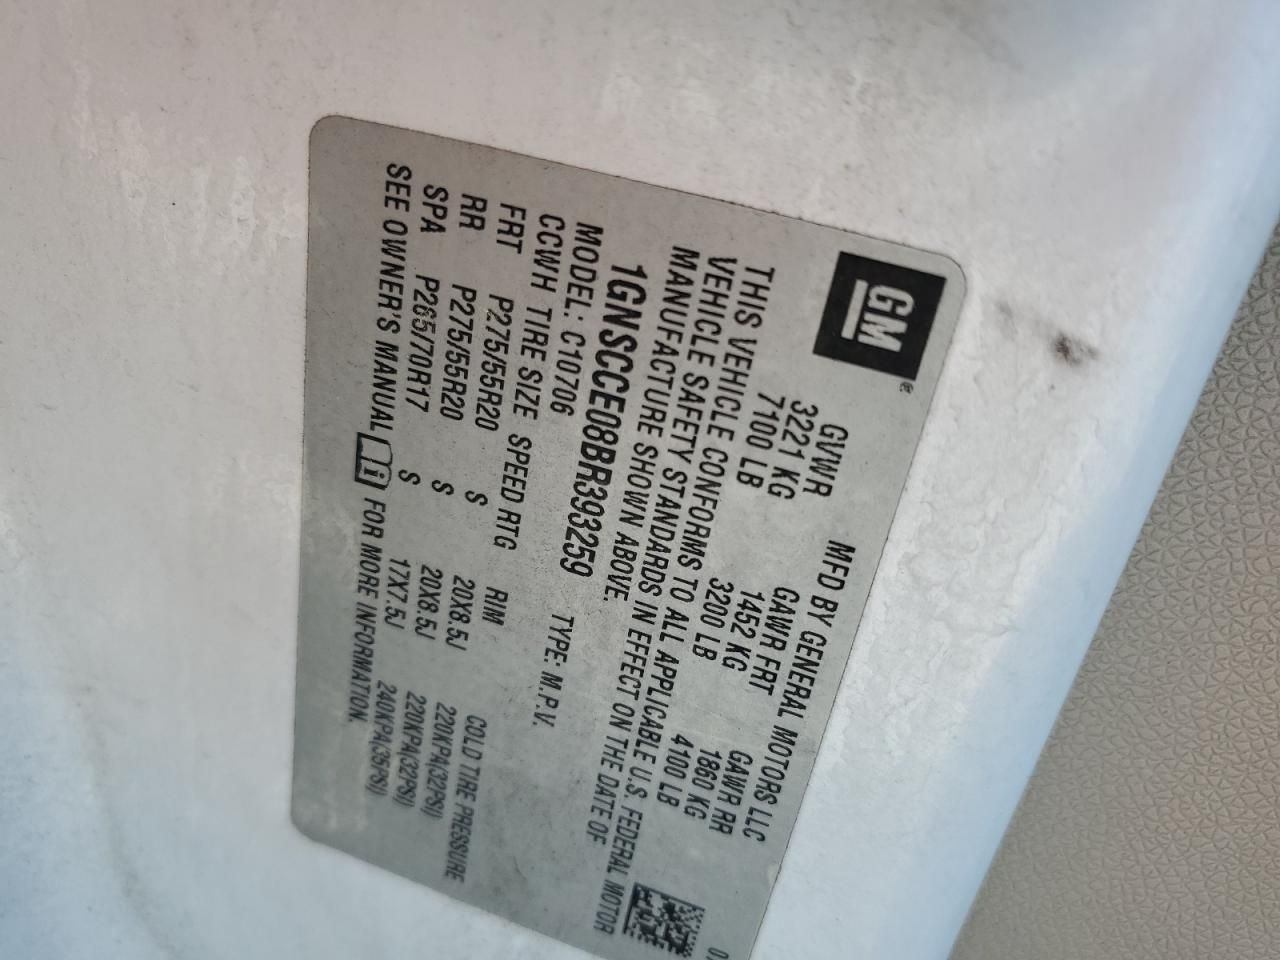 GM®
MFD BY GENERAL MOTORS LLC
GVWR GAWR FRT GAWR RR
3221 KG 1452 KG 1860 KG
7100 LB 3200 LB 4100 LB
THIS VEHICLE CONFORMS TO ALL APPLICABLE U.S. FEDERAL MOTOR
VEHICLE SAFETY STANDARDS IN EFFECT ON THE DATE OF
MANUFACTURE SHOWN ABOVE.
1GNSCCE08BR393259 TYPE: M.P.V.
MODEL: C10706
CCWH TIRE SIZE SPEED RTG RIM COLD TIRE PRESSURE
FRT P275/55R20 S 20X8.5J 220KPA(32PSI)
RR P275/55R20 S 20X8.5J 220KPA(32PSI)
SPA P265/70R17 S 17X7.5J 240KPA(35PSI)
SEE OWNER'S MANUAL i FOR MORE INFORMATION.